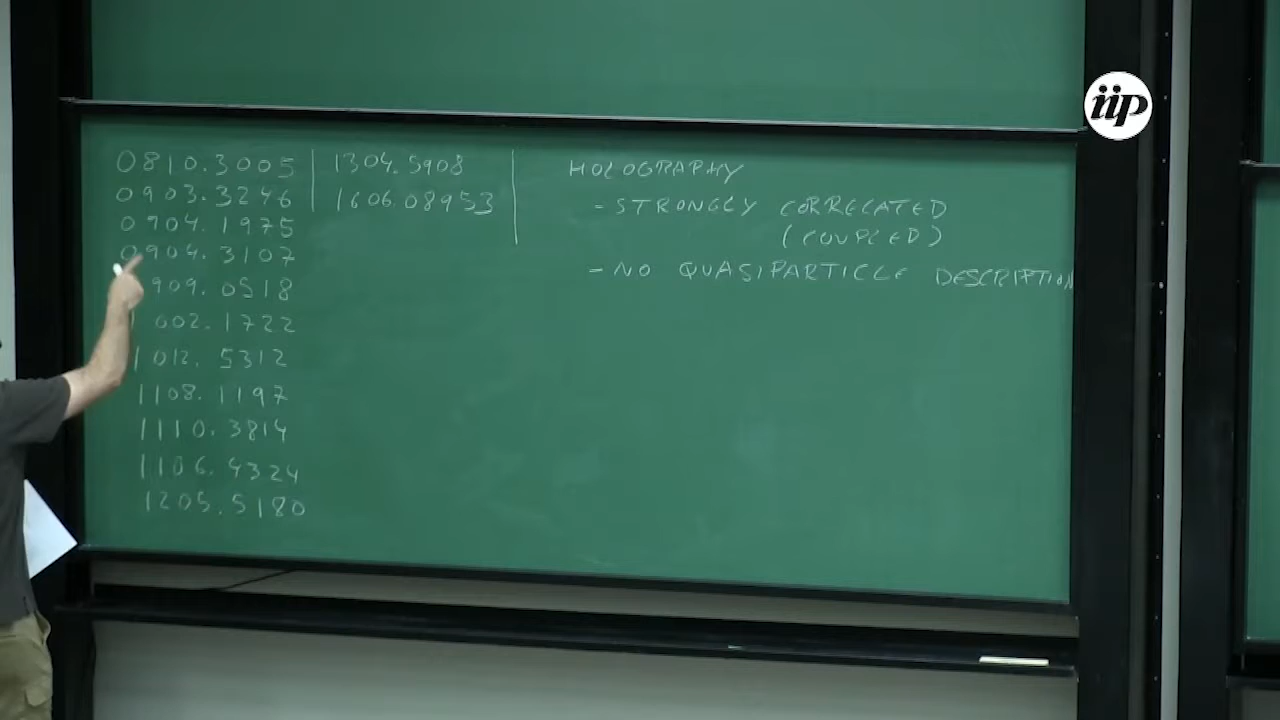 0810.3005
0903.3246
0904.1975
0904.3107
909.0518
1002.1722
1012.5312
1108.1197
1110.3814
1106.4324
1205.5180
1304.5908
1606.08953
HOLOGRAPHY
- STRONGLY CORRELATED
(COUPLED)
- NO QUASIPARTICLE DESCRIPTION
iip